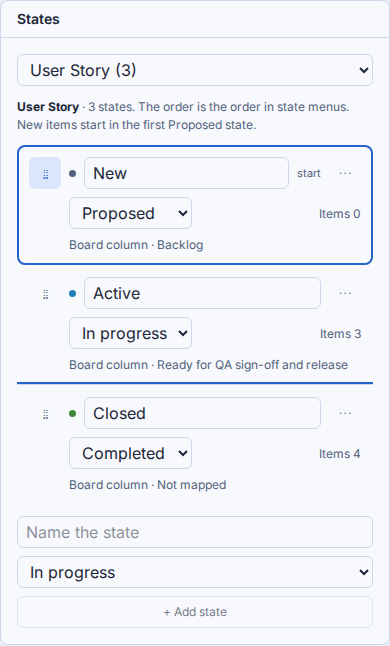 States
User Story (3)
User Story · 3 states. The order is the order in state menus.
New items start in the first Proposed state.
New
start
...
Proposed
Items 0
Board column · Backlog
Active
...
In progress
Items 3
Board column · Ready for QA sign-off and release
Closed
...
Completed
Items 4
Board column · Not mapped
Name the state
In progress
+ Add state